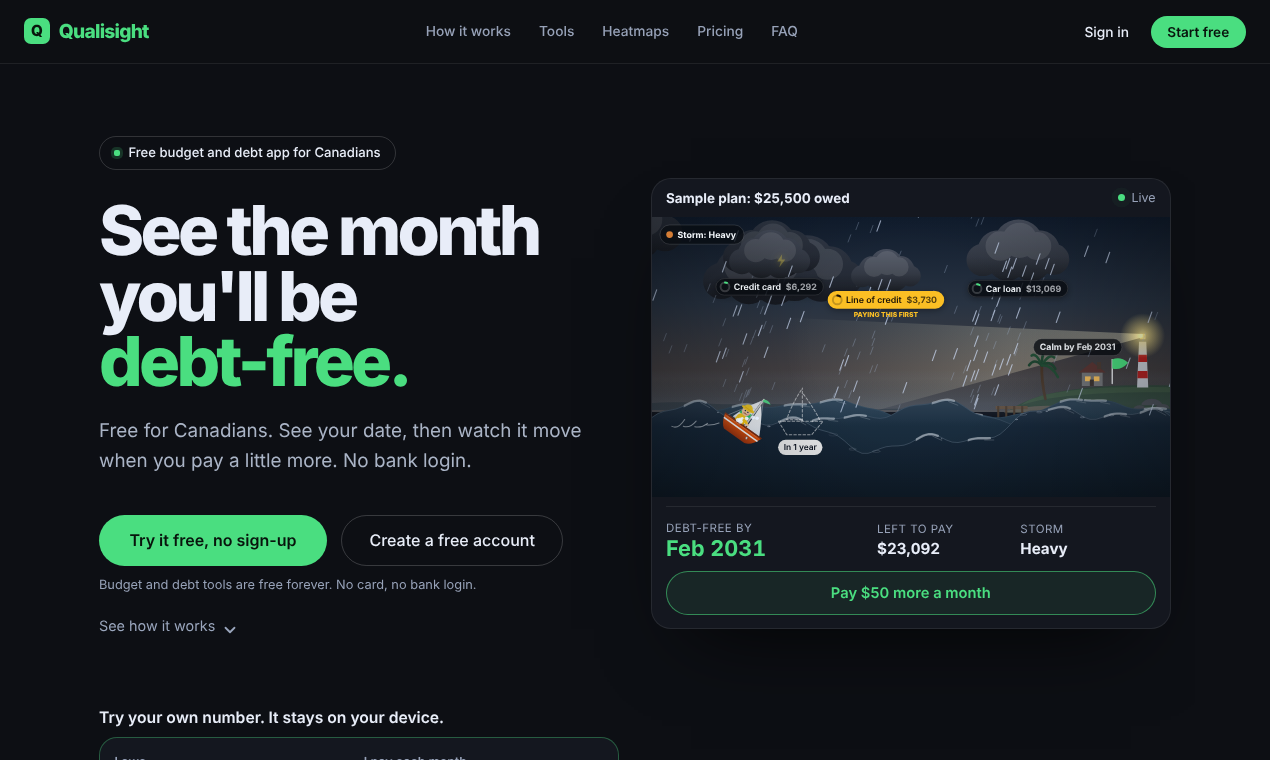 Q Qualisight
How it works
Tools
Heatmaps
Pricing
FAQ
Sign in
Start free
Free budget and debt app for Canadians
See the month
you'll be
debt-free.
Free for Canadians. See your date, then watch it move
when you pay a little more. No bank login.
Try it free, no sign-up
Create a free account
Budget and debt tools are free forever. No card, no bank login.
See how it works
Sample plan: $25,500 owed
Live
Storm: Heavy
Credit card $6,292
Line of credit $3,730
PAYING THIS FIRST
Car loan $13,069
Calm by Feb 2031
In 1 year
DEBT-FREE BY
Feb 2031
LEFT TO PAY
$23,092
STORM
Heavy
Pay $50 more a month
Try your own number. It stays on your device.